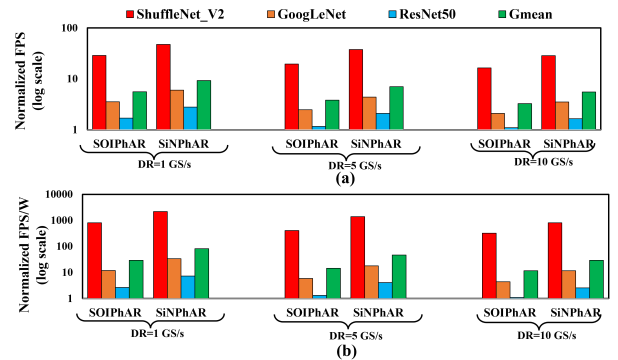 ShuffleNet_V2 GoogLeNet ResNet50 Gmean
Normalized FPS
(log scale)
100
10
1
SOIPhAR SiNPhAR SOIPhAR SiNPhAR SOIPhAR SiNPhAR
DR=1 GS/s DR=5 GS/s DR=10 GS/s
(a)
Normalized FPS/W
(log scale)
10000
1000
100
10
1
SOIPhAR SiNPhAR SOIPhAR SiNPhAR SOIPhAR SiNPhAR
DR=1 GS/s DR=5 GS/s DR=10 GS/s
(b)